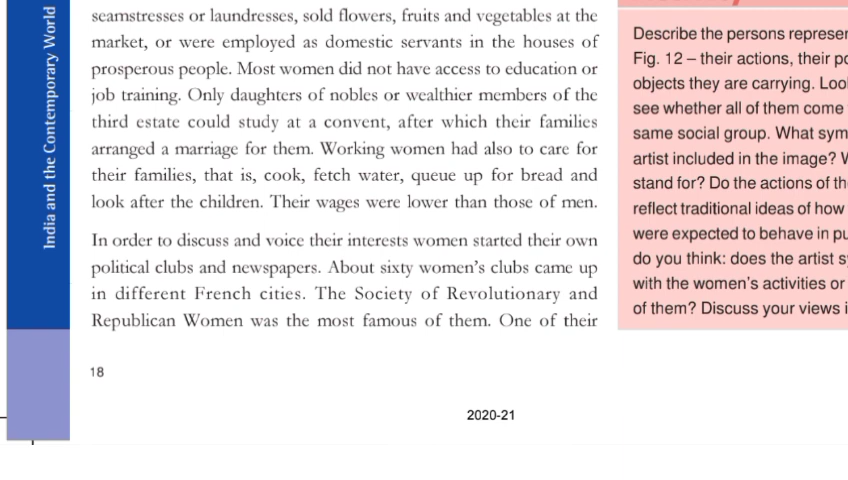 India and the Contemporary World
seamstresses or laundresses, sold flowers, fruits and vegetables at the
market, or were employed as domestic servants in the houses of
prosperous people. Most women did not have access to education or
job training. Only daughters of nobles or wealthier members of the
third estate could study at a convent, after which their families
arranged a marriage for them. Working women had also to care for
their families, that is, cook, fetch water, queue up for bread and
look after the children. Their wages were lower than those of men.
In order to discuss and voice their interests women started their own
political clubs and newspapers. About sixty women's clubs came up
in different French cities. The Society of Revolutionary and
Republican Women was the most famous of them. One of their
Describe the persons
Fig. 12 – their actions, their
objects they are carrying.
see whether all of them come
same social group. What
artist included in the image?
stand for? Do the actions of
reflect traditional ideas of how
were expected to behave in
do you think: does the artist
with the women's activities or
of them? Discuss your views
18
2020-21